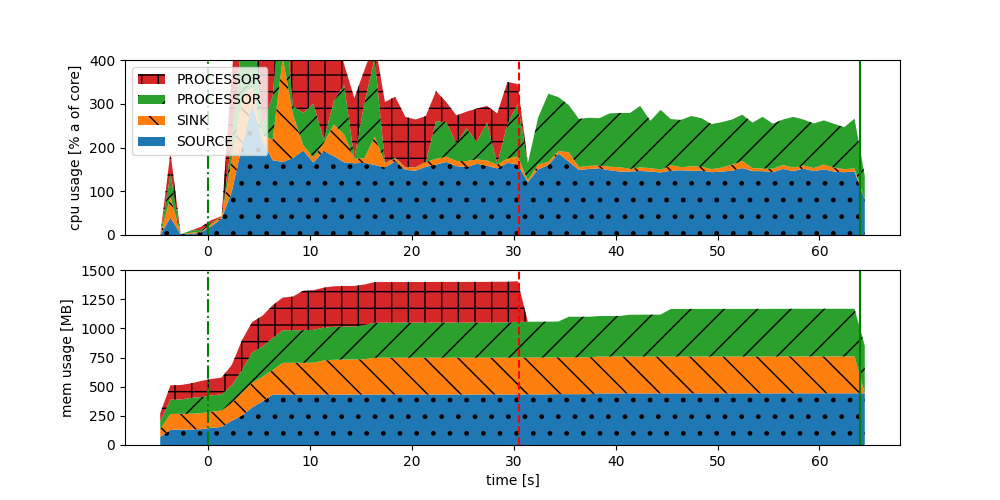 cpu usage [% a of core]
400
300
200
100
0
PROCESSOR
PROCESSOR
SINK
SOURCE
0 10 20 30 40 50 60
mem usage [MB]
1500
1250
1000
750
500
250
0
0 10 20 30 40 50 60
time [s]